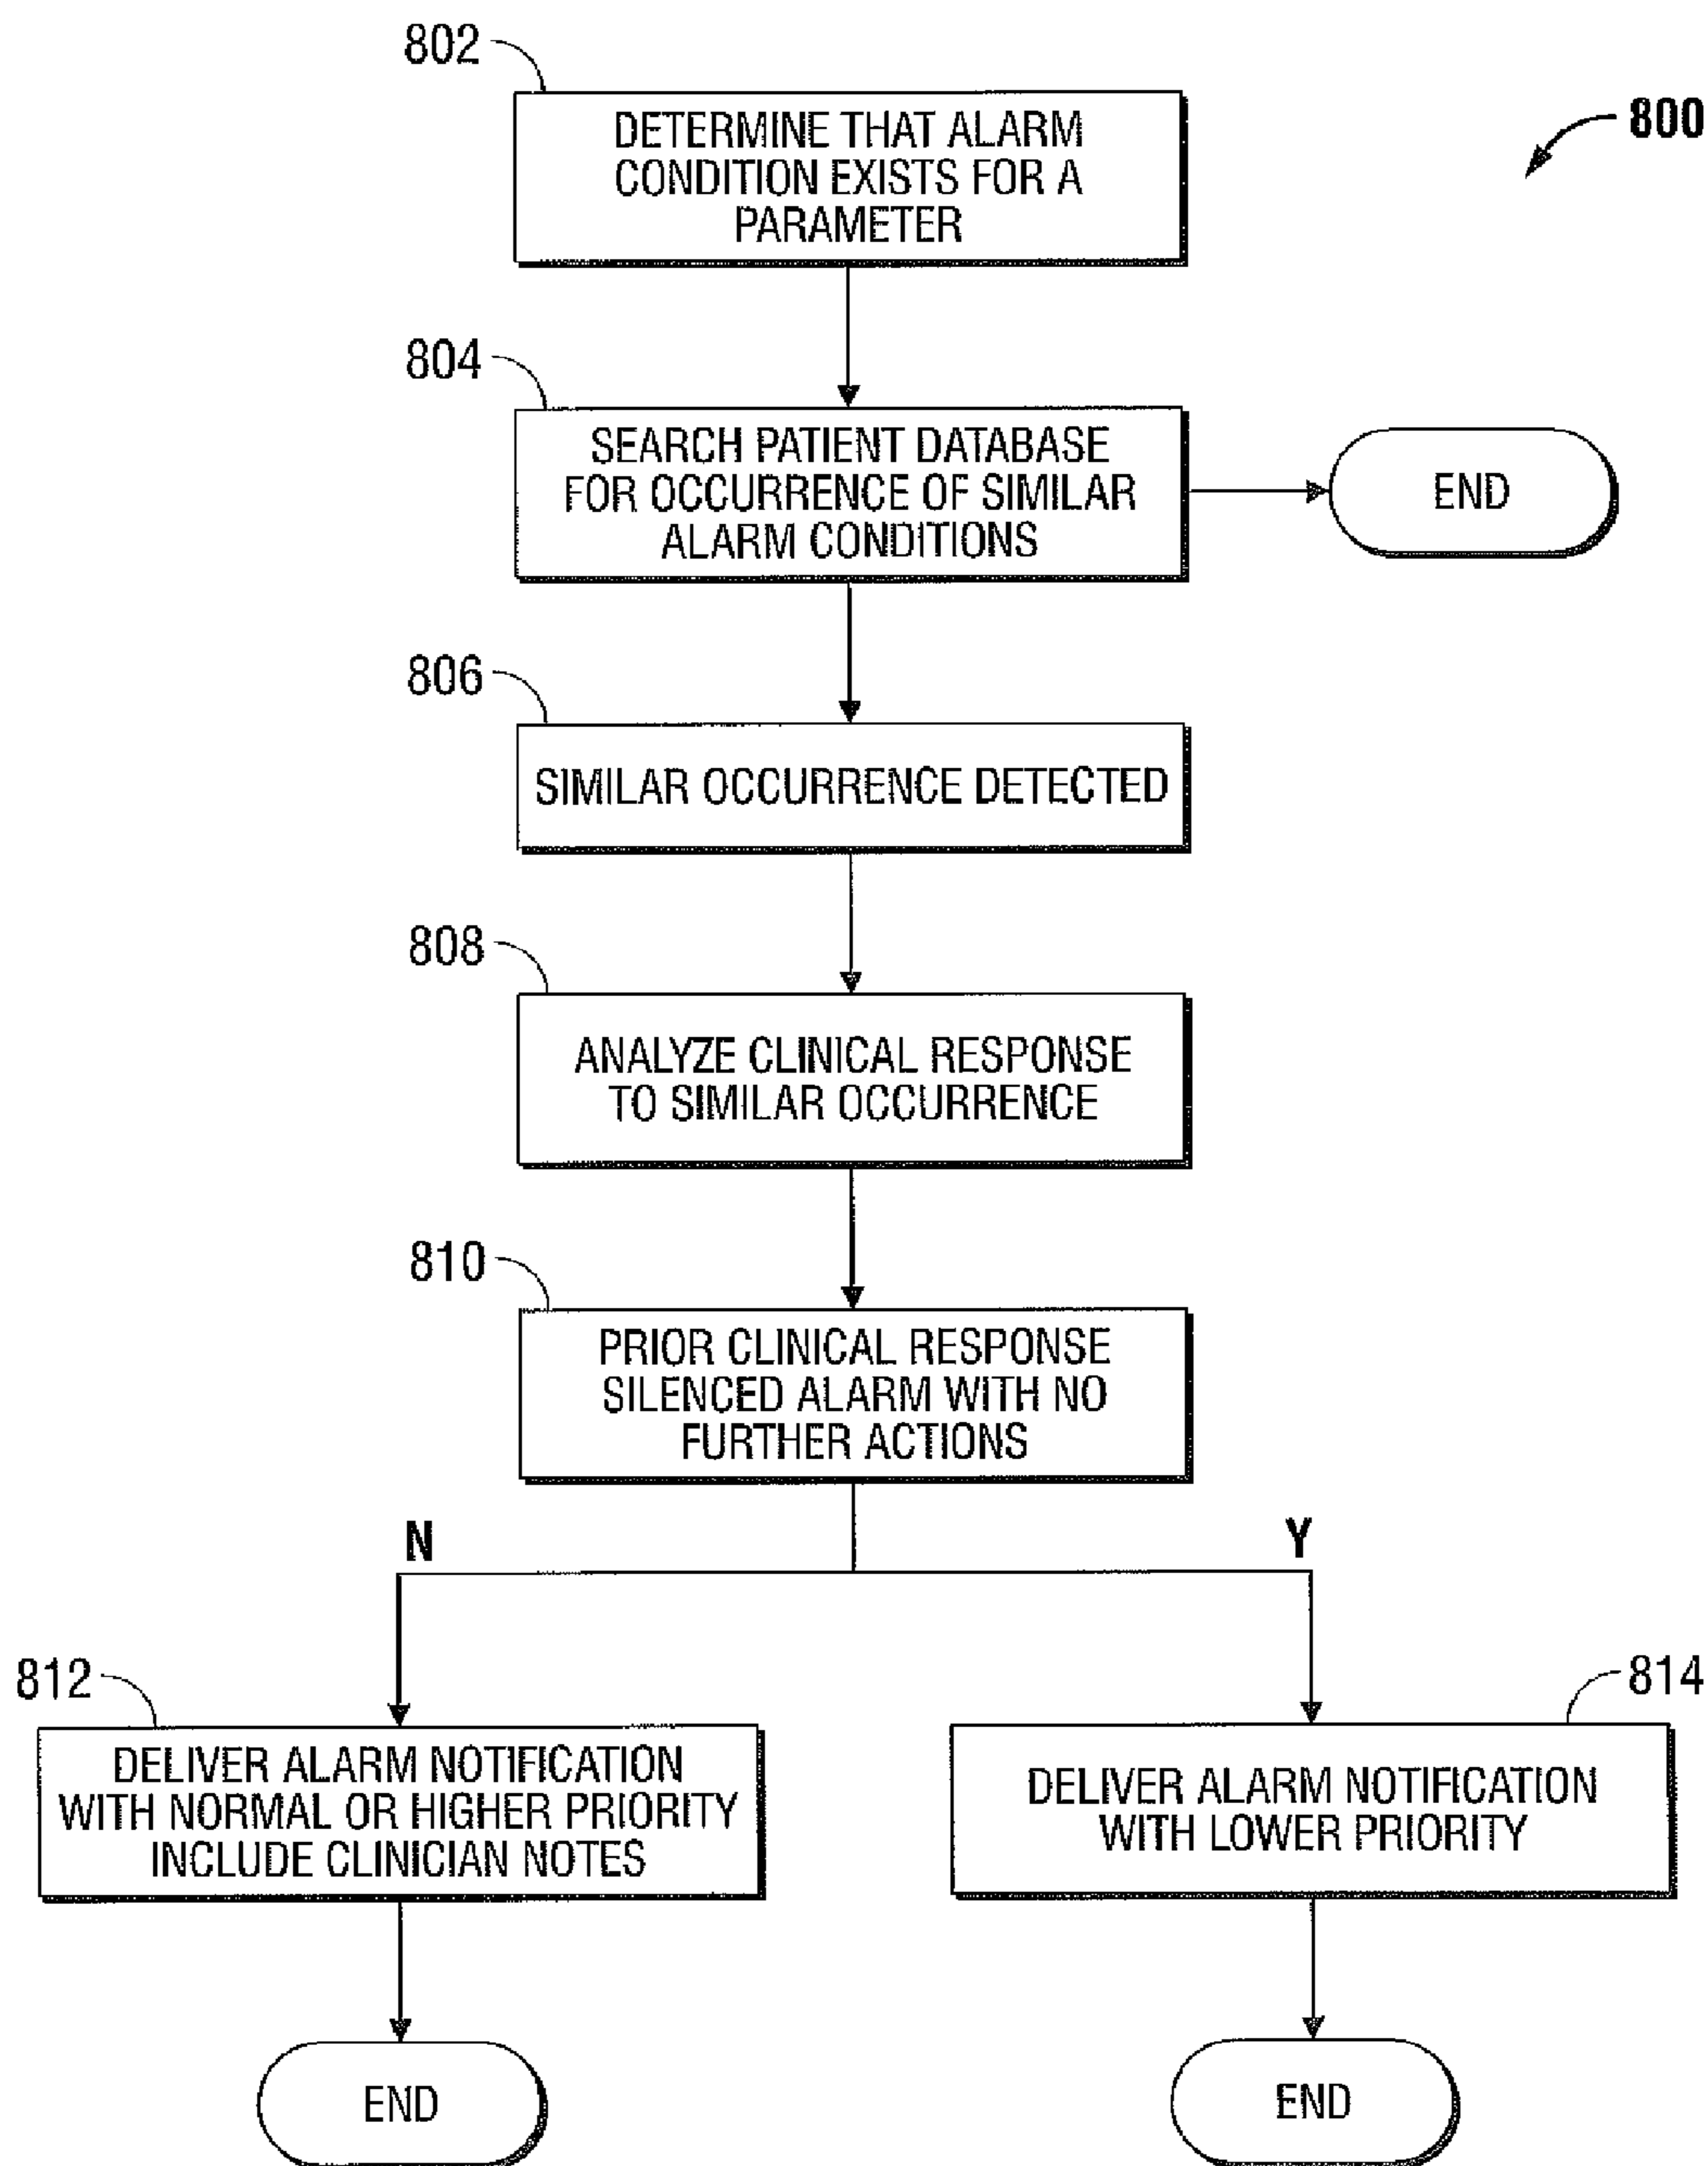 802
800
DETERMINE THAT ALARM
CONDITION EXISTS FOR A
PARAMETER
804
SEARCH PATIENT DATABASE
FOR OCCURRENCE OF SIMILAR
ALARM CONDITIONS
END
806
SIMILAR OCCURRENCE DETECTED
808
ANALYZE CLINICAL RESPONSE
TO SIMILAR OCCURRENCE
810
PRIOR CLINICAL RESPONSE
SILENCED ALARM WITH NO
FURTHER ACTIONS
N
Y
812
814
DELIVER ALARM NOTIFICATION
WITH NORMAL OR HIGHER PRIORITY
INCLUDE CLINICIAN NOTES
DELIVER ALARM NOTIFICATION
WITH LOWER PRIORITY
END
END